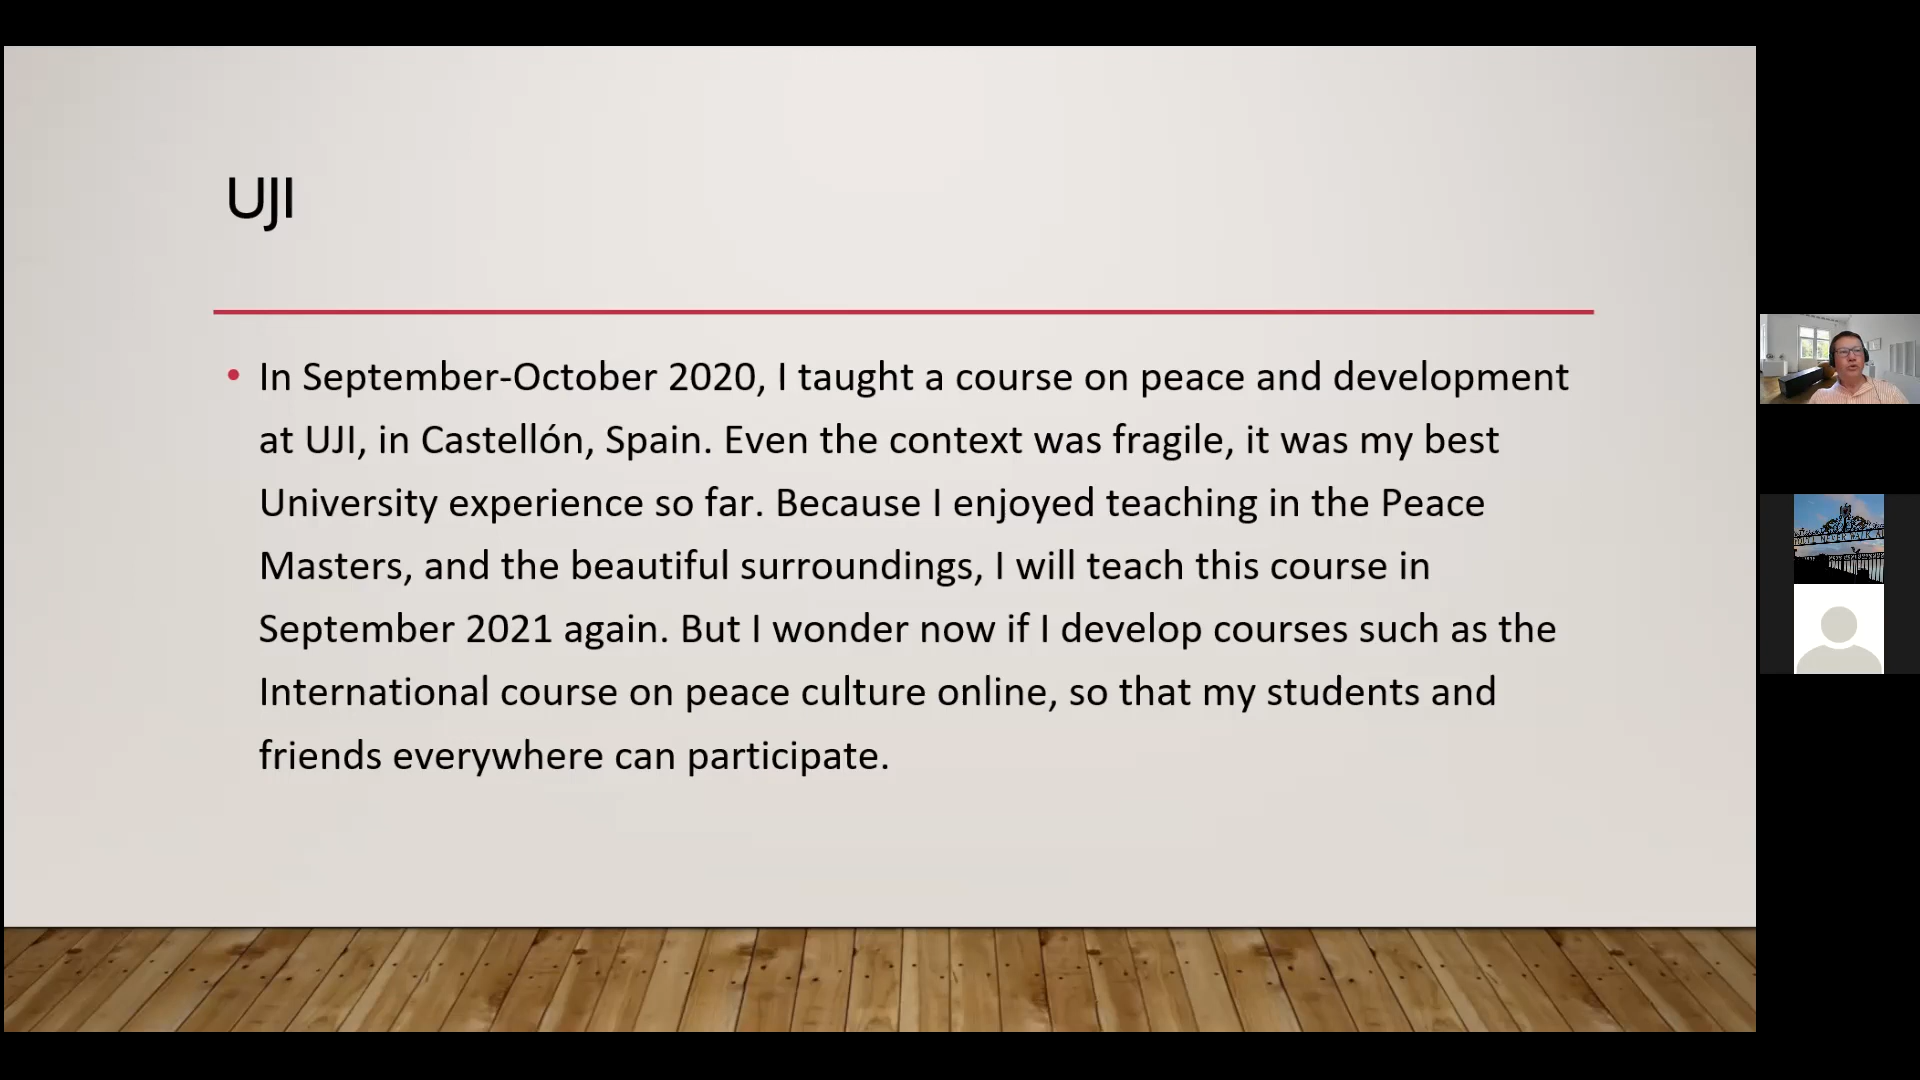 UJI
• In September-October 2020, I taught a course on peace and development
at UJI, in Castellón, Spain. Even the context was fragile, it was my best
University experience so far. Because I enjoyed teaching in the Peace
Masters, and the beautiful surroundings, I will teach this course in
September 2021 again. But I wonder now if I develop courses such as the
International course on peace culture online, so that my students and
friends everywhere can participate.